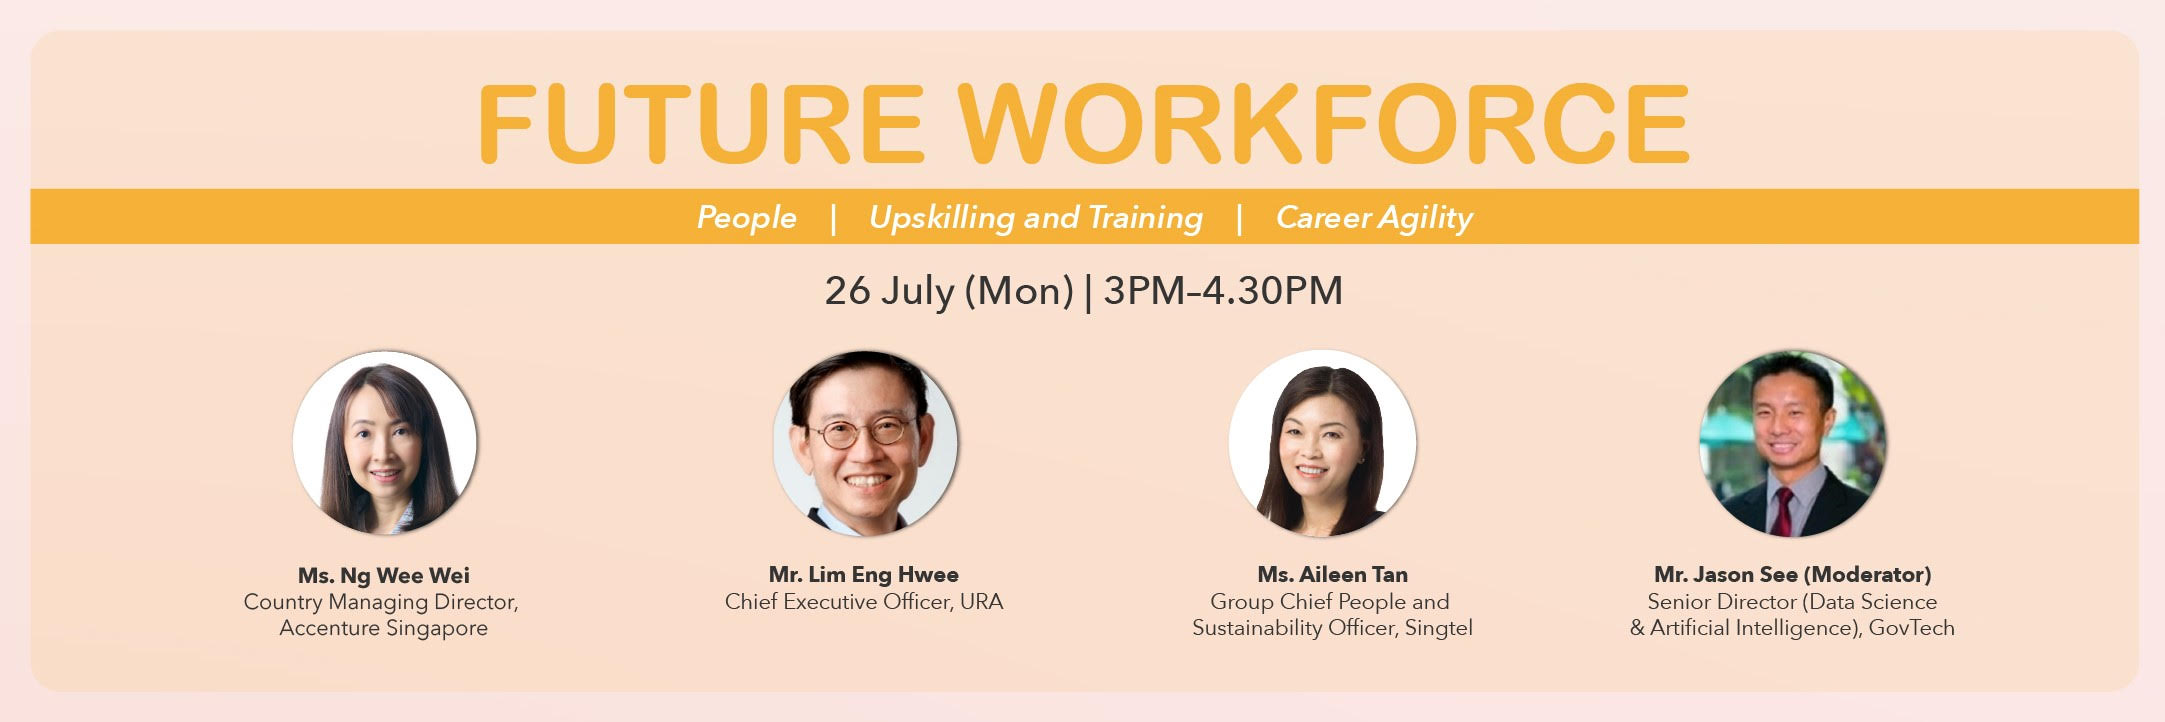 FUTURE WORKFORCE
People | Upskilling and Training | Career Agility
26 July (Mon) | 3PM–4.30PM
Ms. Ng Wee Wei
Country Managing Director,
Accenture Singapore
Mr. Lim Eng Hwee
Chief Executive Officer, URA
Ms. Aileen Tan
Group Chief People and
Sustainability Officer, Singtel
Mr. Jason See (Moderator)
Senior Director (Data Science
& Artificial Intelligence), GovTech